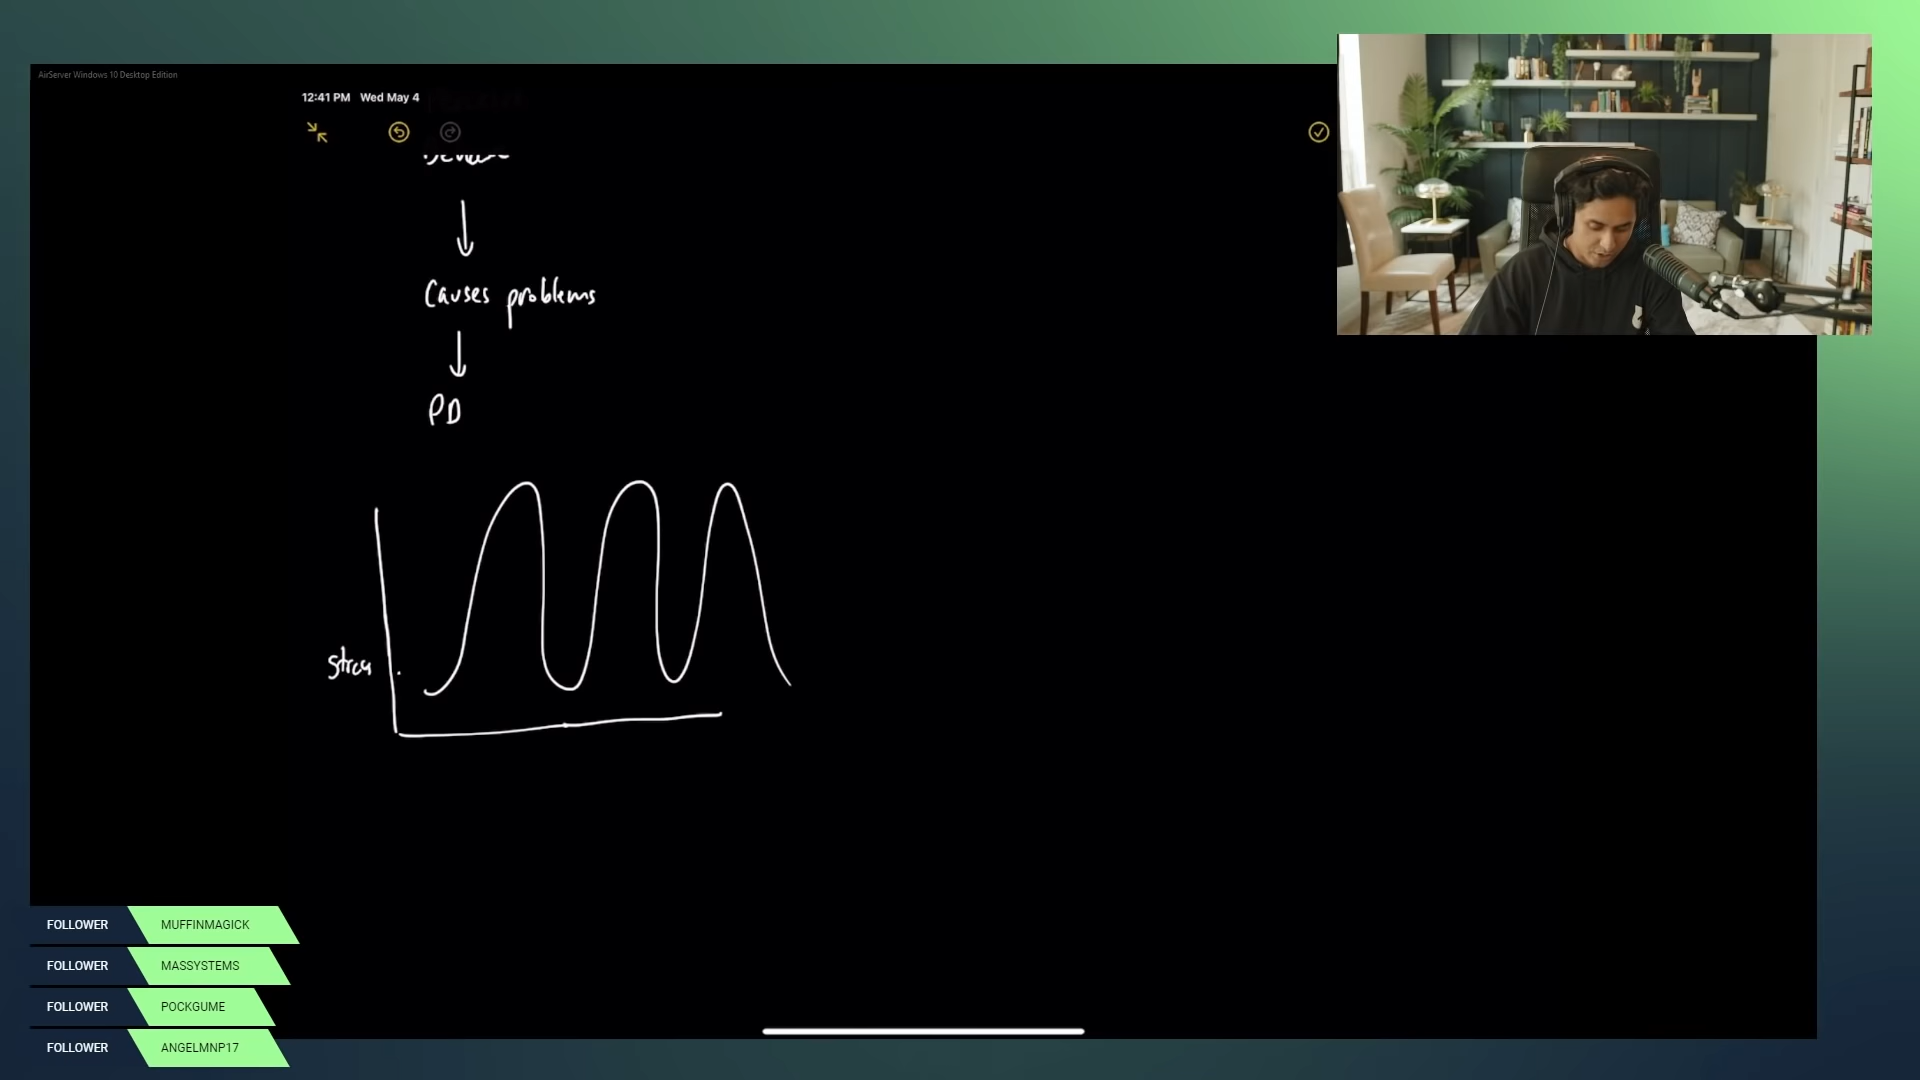 AirServer Windows 10 Desktop Edition
12:41 PM Wed May 4
Causes problems
PD
FOLLOWER MUFFINMAGICK
FOLLOWER MASSYSTEMS
FOLLOWER POCKGUME
FOLLOWER ANGELMNP17